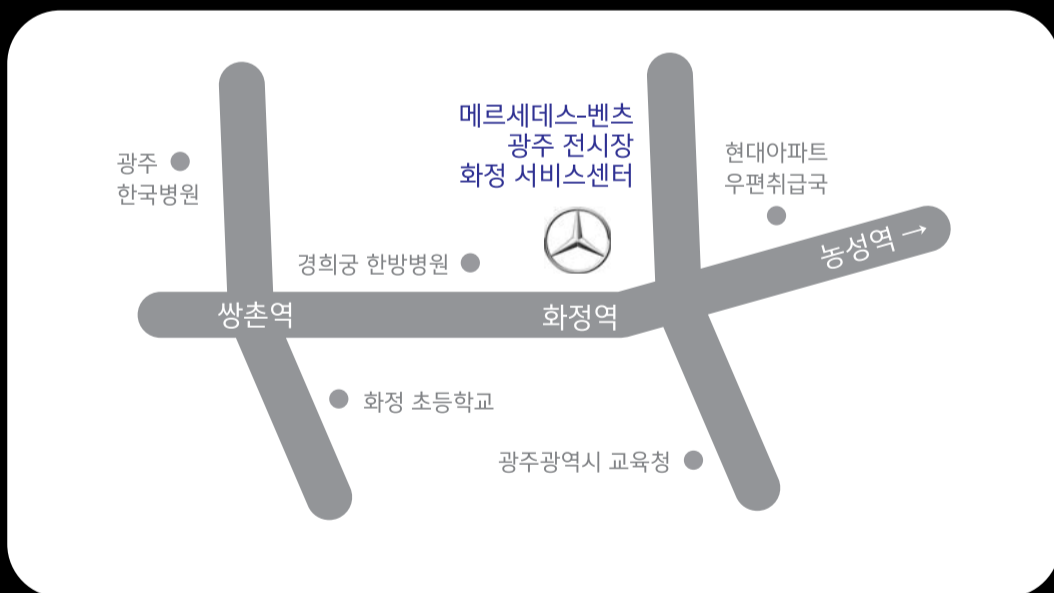 메르세데스-벤츠
광주 전시장
화정 서비스센터
광주
한국병원
현대아파트
우편취급국
경희궁 한방병원
농성역 →
쌍촌역
화정역
화정 초등학교
광주광역시 교육청